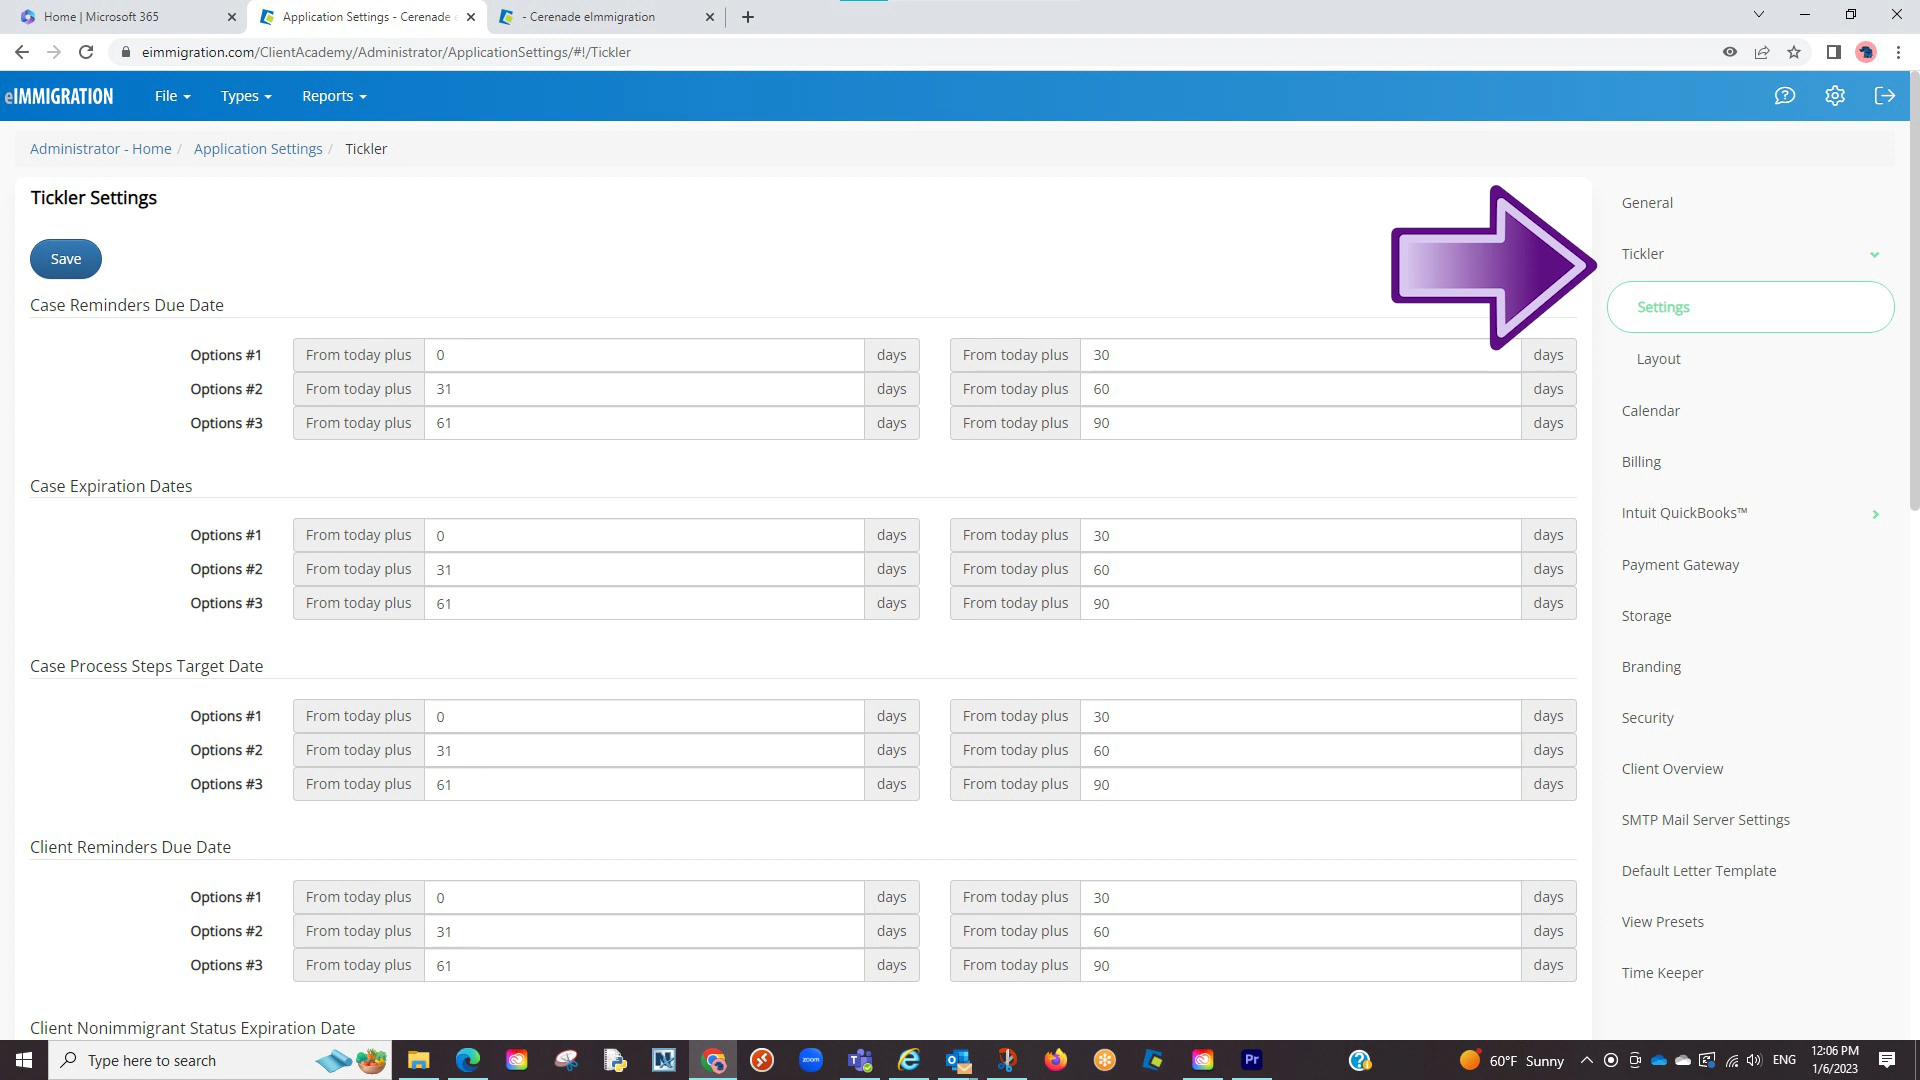 Home | Microsoft 365
Application Settings - Cerenade
- Cerenade eImmigration
eimmigration.com/ClientAcademy/Administrator/ApplicationSettings/#!/Tickler
eIMMIGRATION File Types Reports
Administrator - Home / Application Settings / Tickler
Tickler Settings
Save
Case Reminders Due Date
Options #1 From today plus 0 days From today plus 30 days
Options #2 From today plus 31 days From today plus 60 days
Options #3 From today plus 61 days From today plus 90 days
Case Expiration Dates
Options #1 From today plus 0 days From today plus 30 days
Options #2 From today plus 31 days From today plus 60 days
Options #3 From today plus 61 days From today plus 90 days
Case Process Steps Target Date
Options #1 From today plus 0 days From today plus 30 days
Options #2 From today plus 31 days From today plus 60 days
Options #3 From today plus 61 days From today plus 90 days
Client Reminders Due Date
Options #1 From today plus 0 days From today plus 30 days
Options #2 From today plus 31 days From today plus 60 days
Options #3 From today plus 61 days From today plus 90 days
Client Nonimmigrant Status Expiration Date
General
Tickler
Settings
Layout
Calendar
Billing
Intuit QuickBooks™
Payment Gateway
Storage
Branding
Security
Client Overview
SMTP Mail Server Settings
Default Letter Template
View Presets
Time Keeper
Type here to search
zoom
Pr
60°F Sunny
ENG
12:06 PM
1/6/2023